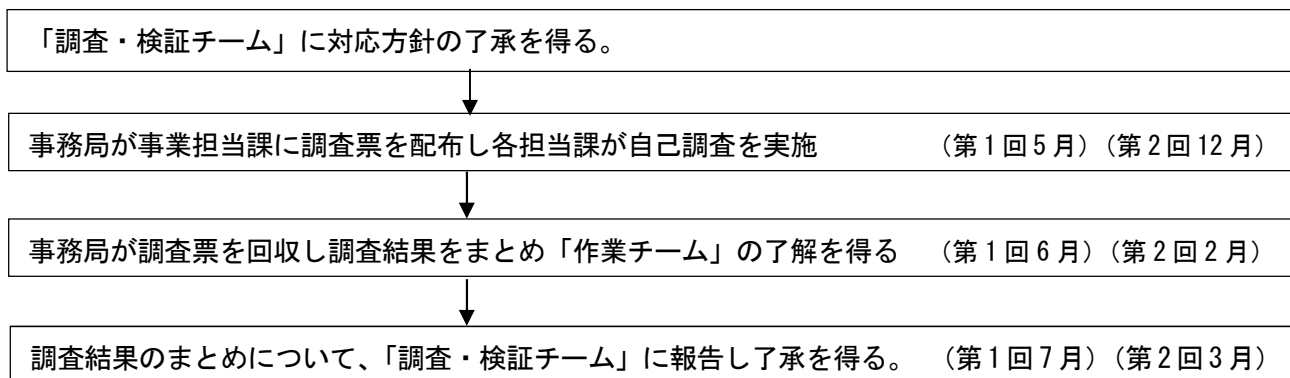 「調査・検証チーム」に対応方針の了承を得る。
事務局が事業担当課に調査票を配布し各担当課が自己調査を実施 （第1回5月）（第2回12月）
事務局が調査票を回収し調査結果をまとめ「作業チーム」の了解を得る （第1回6月）（第2回2月）
調査結果のまとめについて、「調査・検証チーム」に報告し了承を得る。 （第1回7月）（第2回3月）